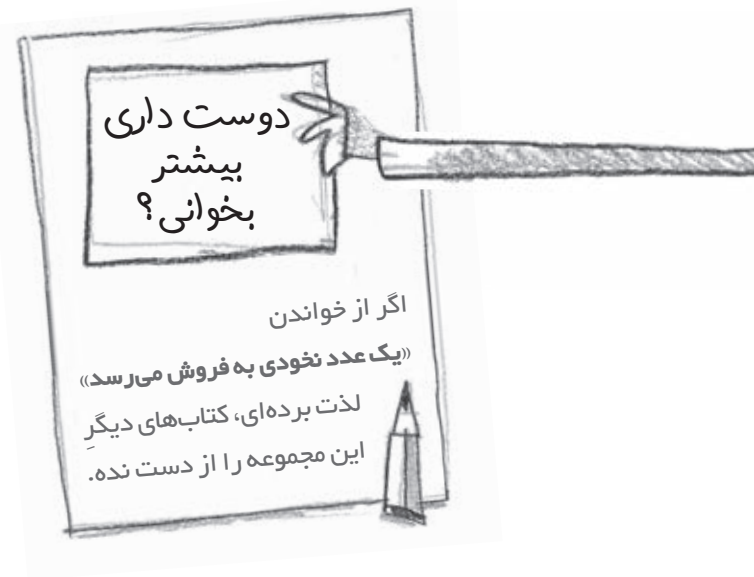 دوست داری
بیشتر
بخوانی؟
اگر از خواندن
«یک عدد نخودی به فروش می‌رسد»
لذت برده‌ای، کتاب‌های دیگرِ
این مجموعه را از دست نده.